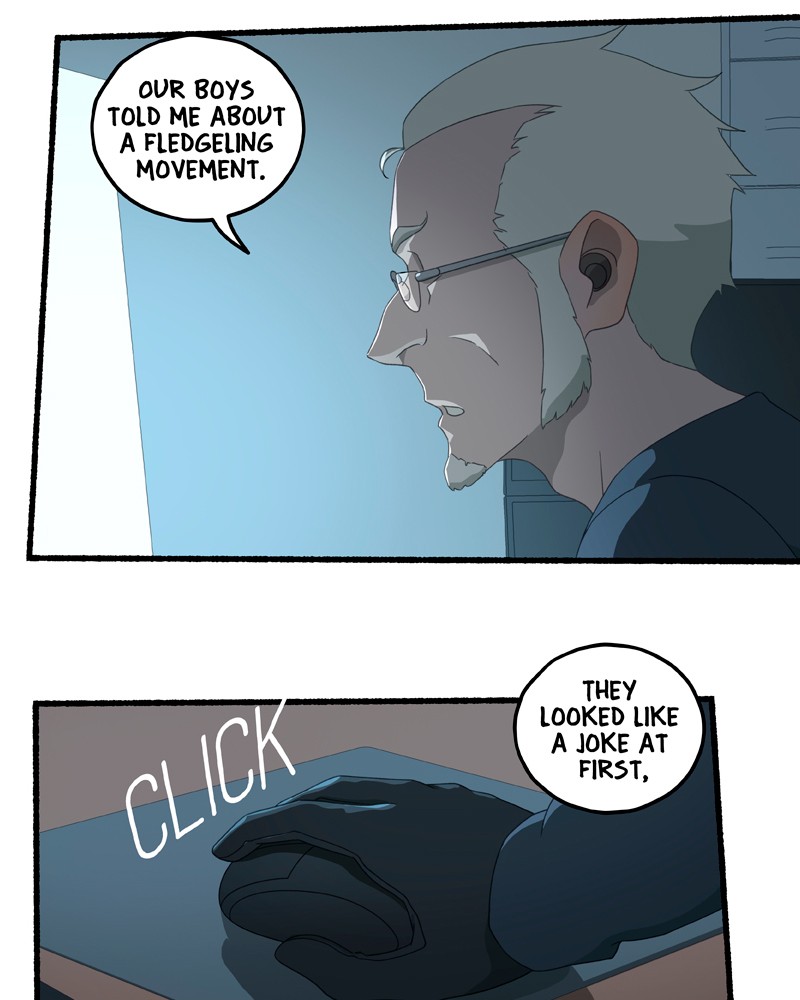 OUR BOYS
TOLD ME ABOUT
A FLEDGELING
MOVEMENT.
THEY
LOOKED LIKE
A JOKE AT
FIRST,
CLICK